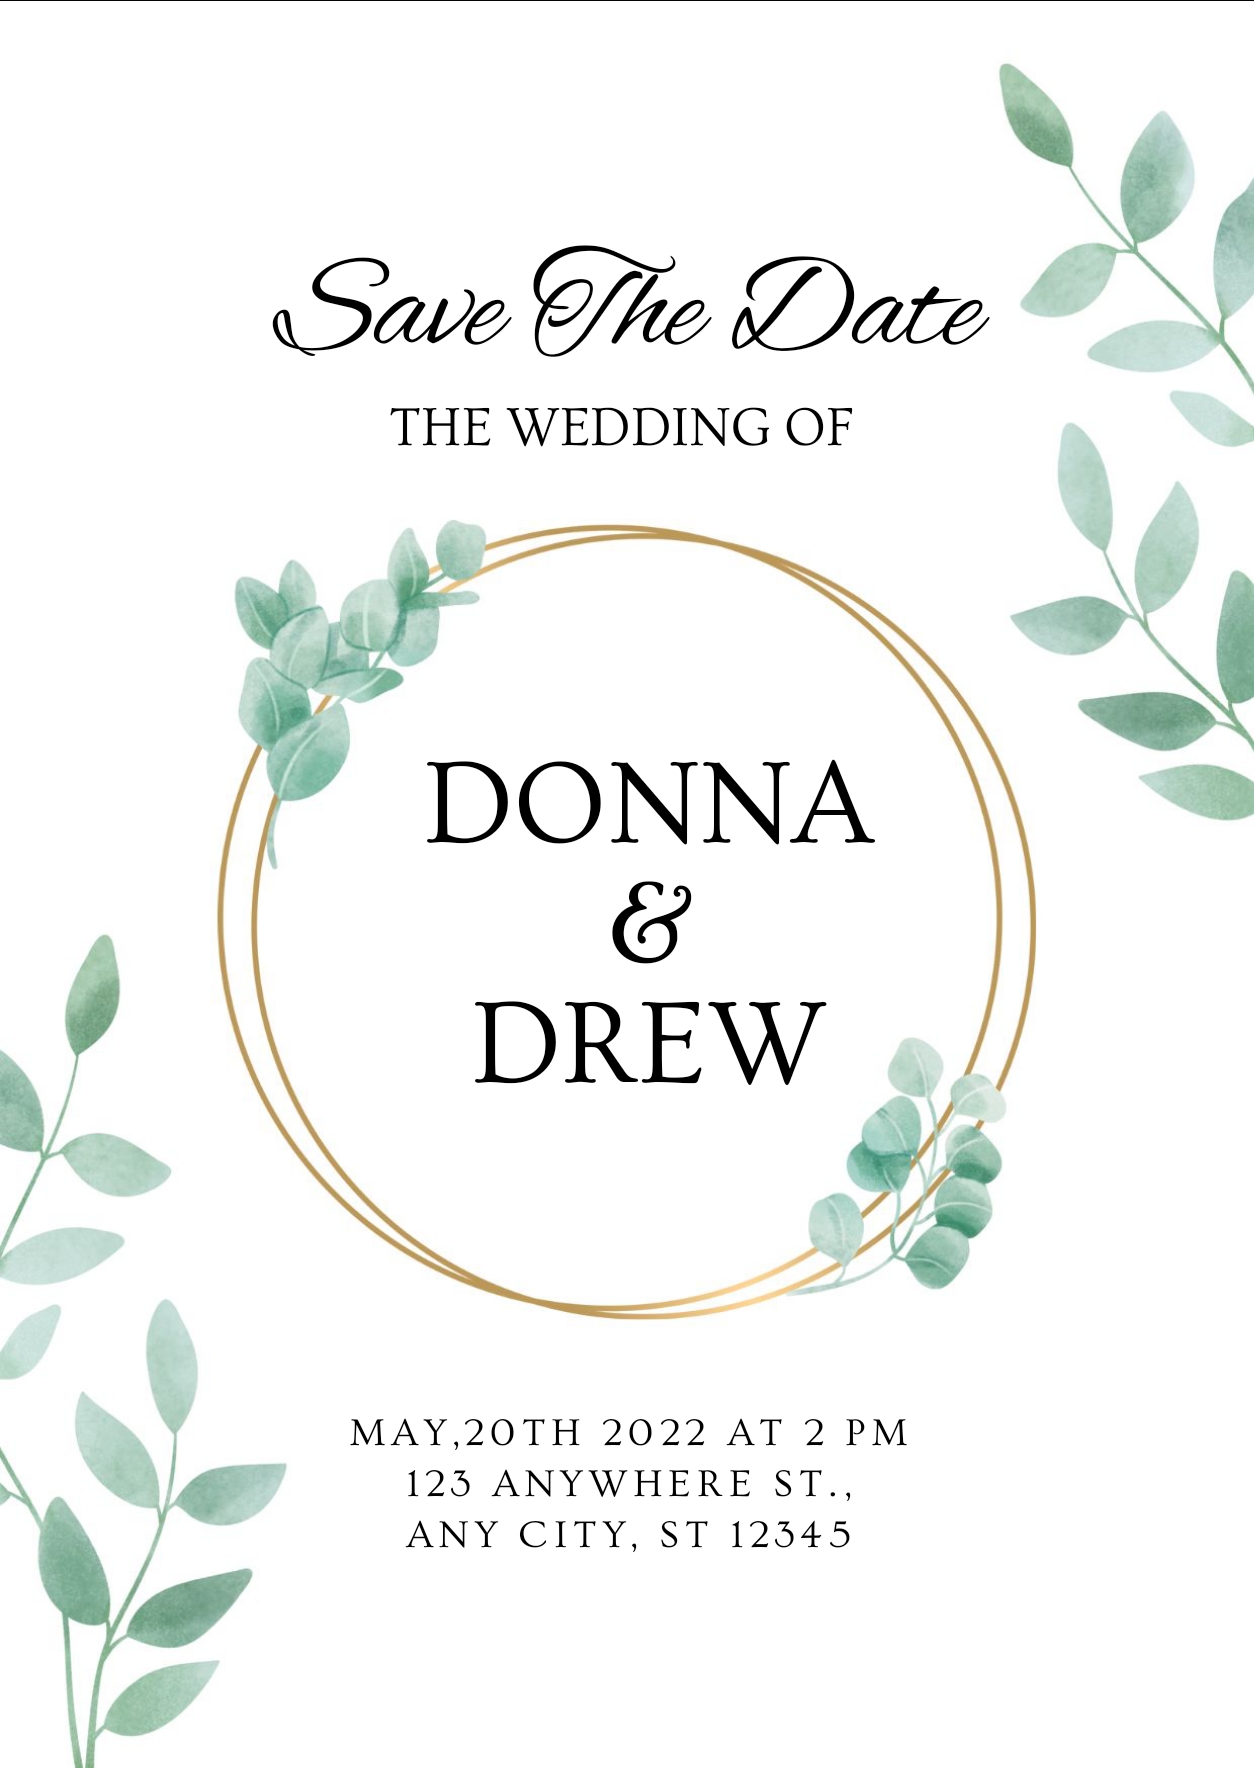 Save The Date
THE WEDDING OF
DONNA
&
DREW
MAY,20TH 2022 AT 2 PM
123 ANYWHERE ST.,
ANY CITY, ST 12345